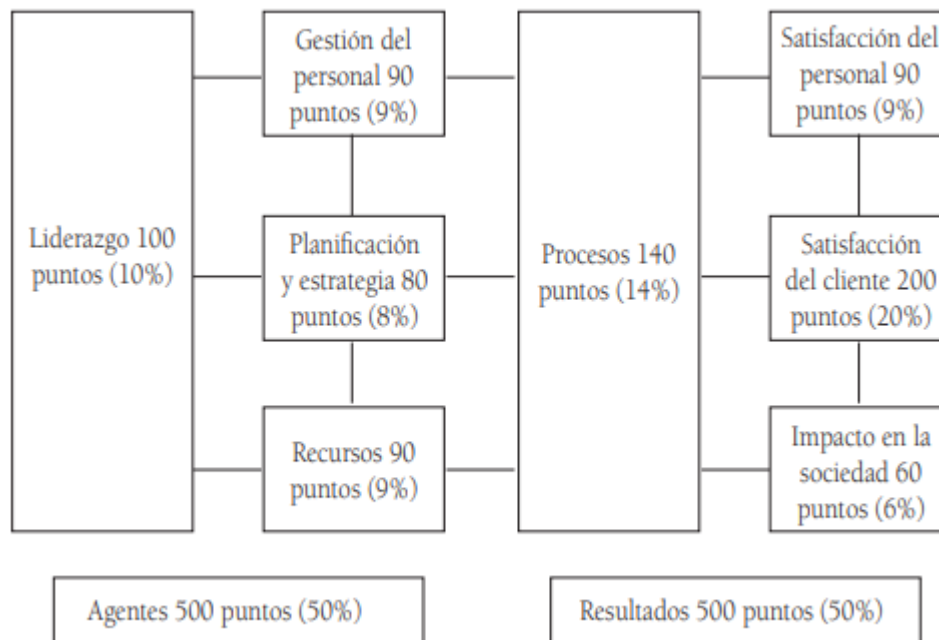 Liderazgo 100
puntos (10%)
Gestión del
personal 90
puntos (9%)
Planificación
y estrategia 80
puntos (8%)
Recursos 90
puntos (9%)
Procesos 140
puntos (14%)
Satisfacción del
personal 90
puntos (9%)
Satisfacción
del cliente 200
puntos (20%)
Impacto en la
sociedad 60
puntos (6%)
Agentes 500 puntos (50%)
Resultados 500 puntos (50%)